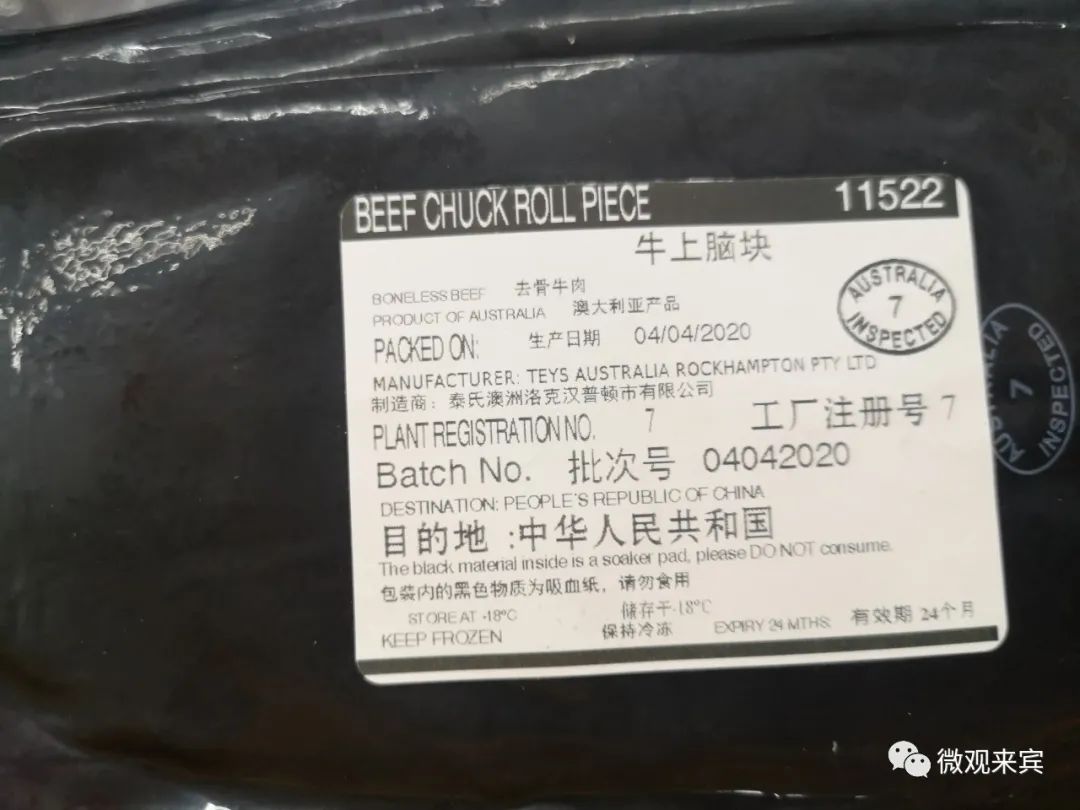 BEEF CHUCK ROLL PIECE 11522
牛上脑块
BONELESS BEEF 去骨牛肉
PRODUCT OF AUSTRALIA 澳大利亚产品
AUSTRALIA
7
INSPECTED
PACKED ON: 生产日期 04/04/2020
MANUFACTURER: TEYS AUSTRALIA ROCKHAMPTON PTY LTD
制造商：泰氏澳洲洛克汉普顿市有限公司
PLANT REGISTRATION NO. 7 工厂注册号 7
AUSTRALIA
7
INSPECTED
Batch No. 批次号 04042020
DESTINATION: PEOPLE'S REPUBLIC OF CHINA
目的地 :中华人民共和国
The black material inside is a soaker pad, please DO NOT consume.
包装内的黑色物质为吸血纸，请勿食用
STORE AT -18°C 储存于-18°C
KEEP FROZEN 保持冷冻 EXPIRY 24 MTHS: 有效期 24个月
微观来宾